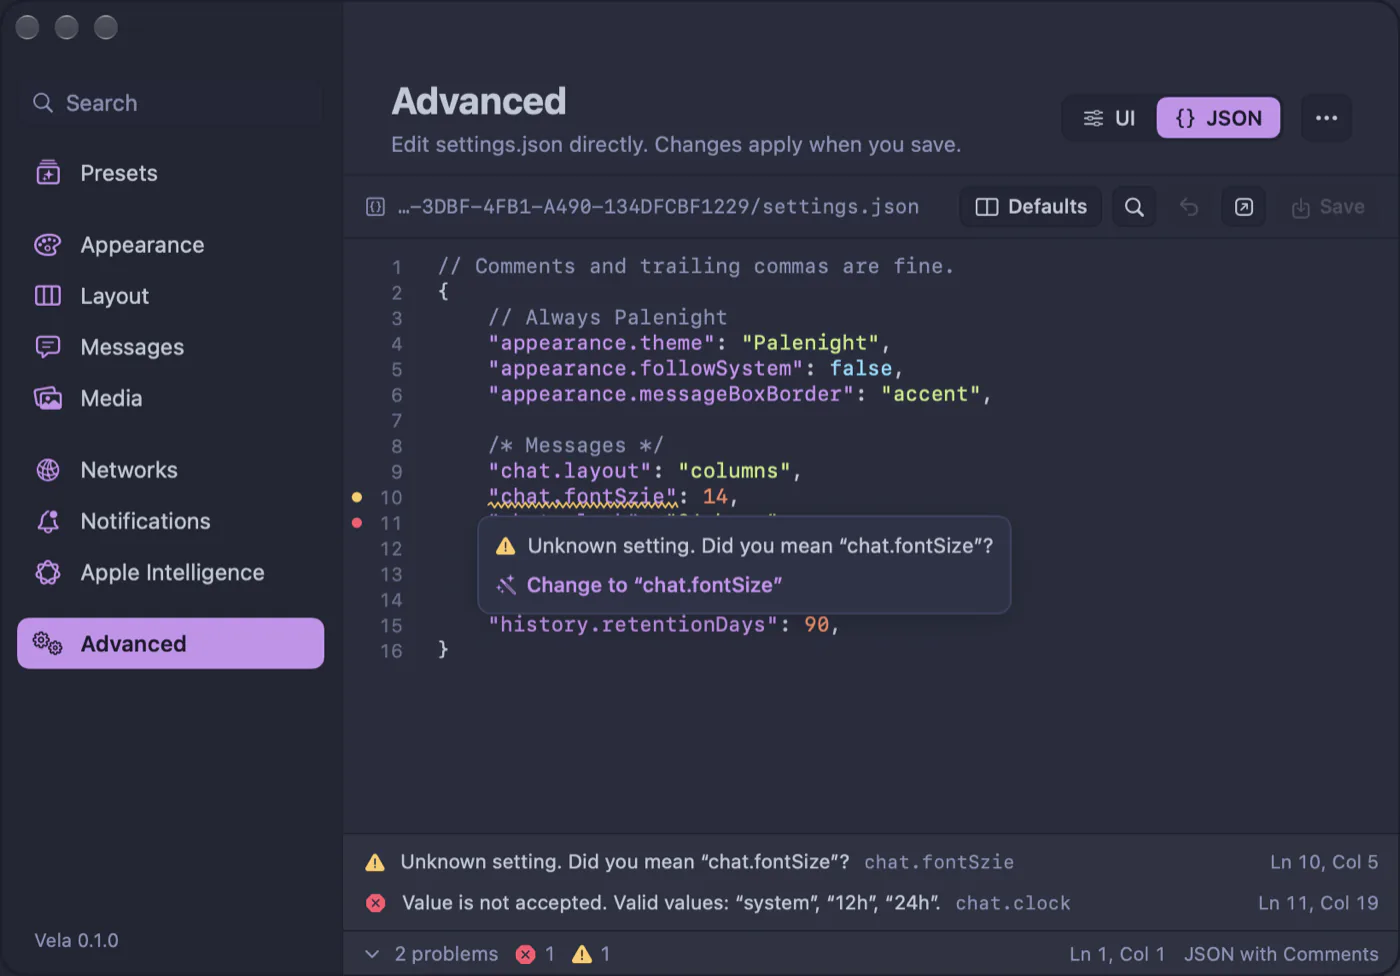 Search
Presets
Appearance
Layout
Messages
Media
Networks
Notifications
Apple Intelligence
Advanced
Vela 0.1.0
Advanced
Edit settings.json directly. Changes apply when you save.
UI
{} JSON
…-3DBF-4FB1-A490-134DFCBF1229/settings.json
Defaults
Save
1 // Comments and trailing commas are fine.
2 {
3 // Always Palenight
4 "appearance.theme": "Palenight",
5 "appearance.followSystem": false,
6 "appearance.messageBoxBorder": "accent",
7
8 /* Messages */
9 "chat.layout": "columns",
10 "chat.fontSzie": 14,
11
Unknown setting. Did you mean “chat.fontSize”?
12
13
Change to “chat.fontSize”
14
15 "history.retentionDays": 90,
16 }
Unknown setting. Did you mean “chat.fontSize”? chat.fontSzie Ln 10, Col 5
Value is not accepted. Valid values: “system”, “12h”, “24h”. chat.clock Ln 11, Col 19
2 problems 1 1 Ln 1, Col 1 JSON with Comments